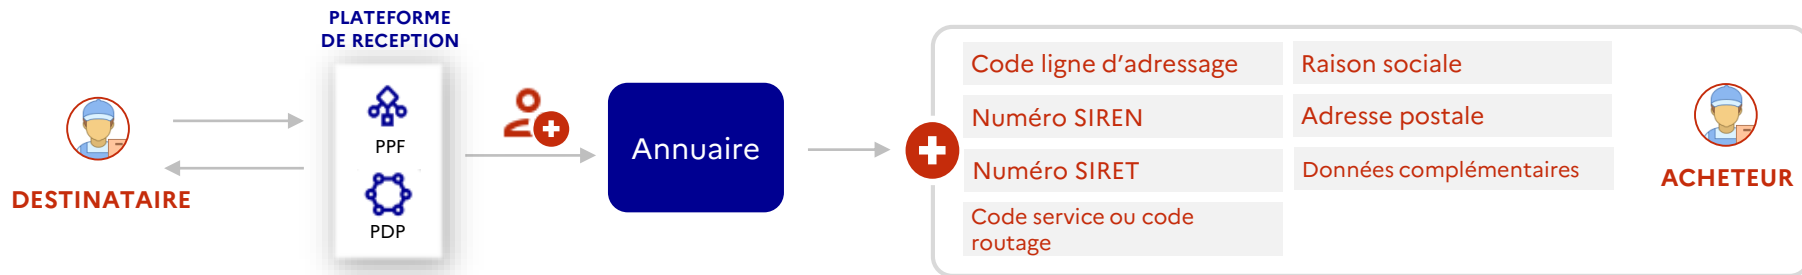 PLATEFORME
DE RECEPTION
PPF
PDP
DESTINATAIRE
Annuaire
Code ligne d'adressage
Numéro SIREN
Numéro SIRET
Code service ou code
routage
Raison sociale
Adresse postale
Données complémentaires
ACHETEUR